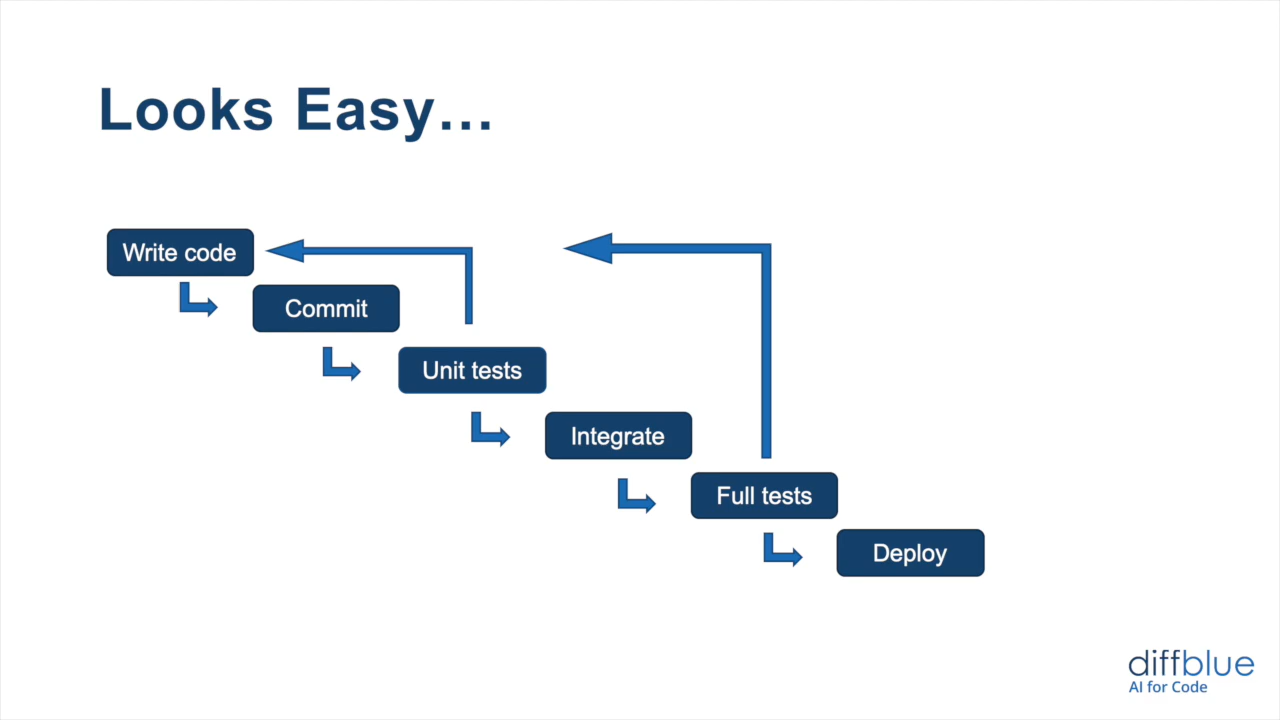 Looks Easy...
Write code
Commit
Unit tests
Integrate
Full tests
Deploy
diffblue
AI for Code